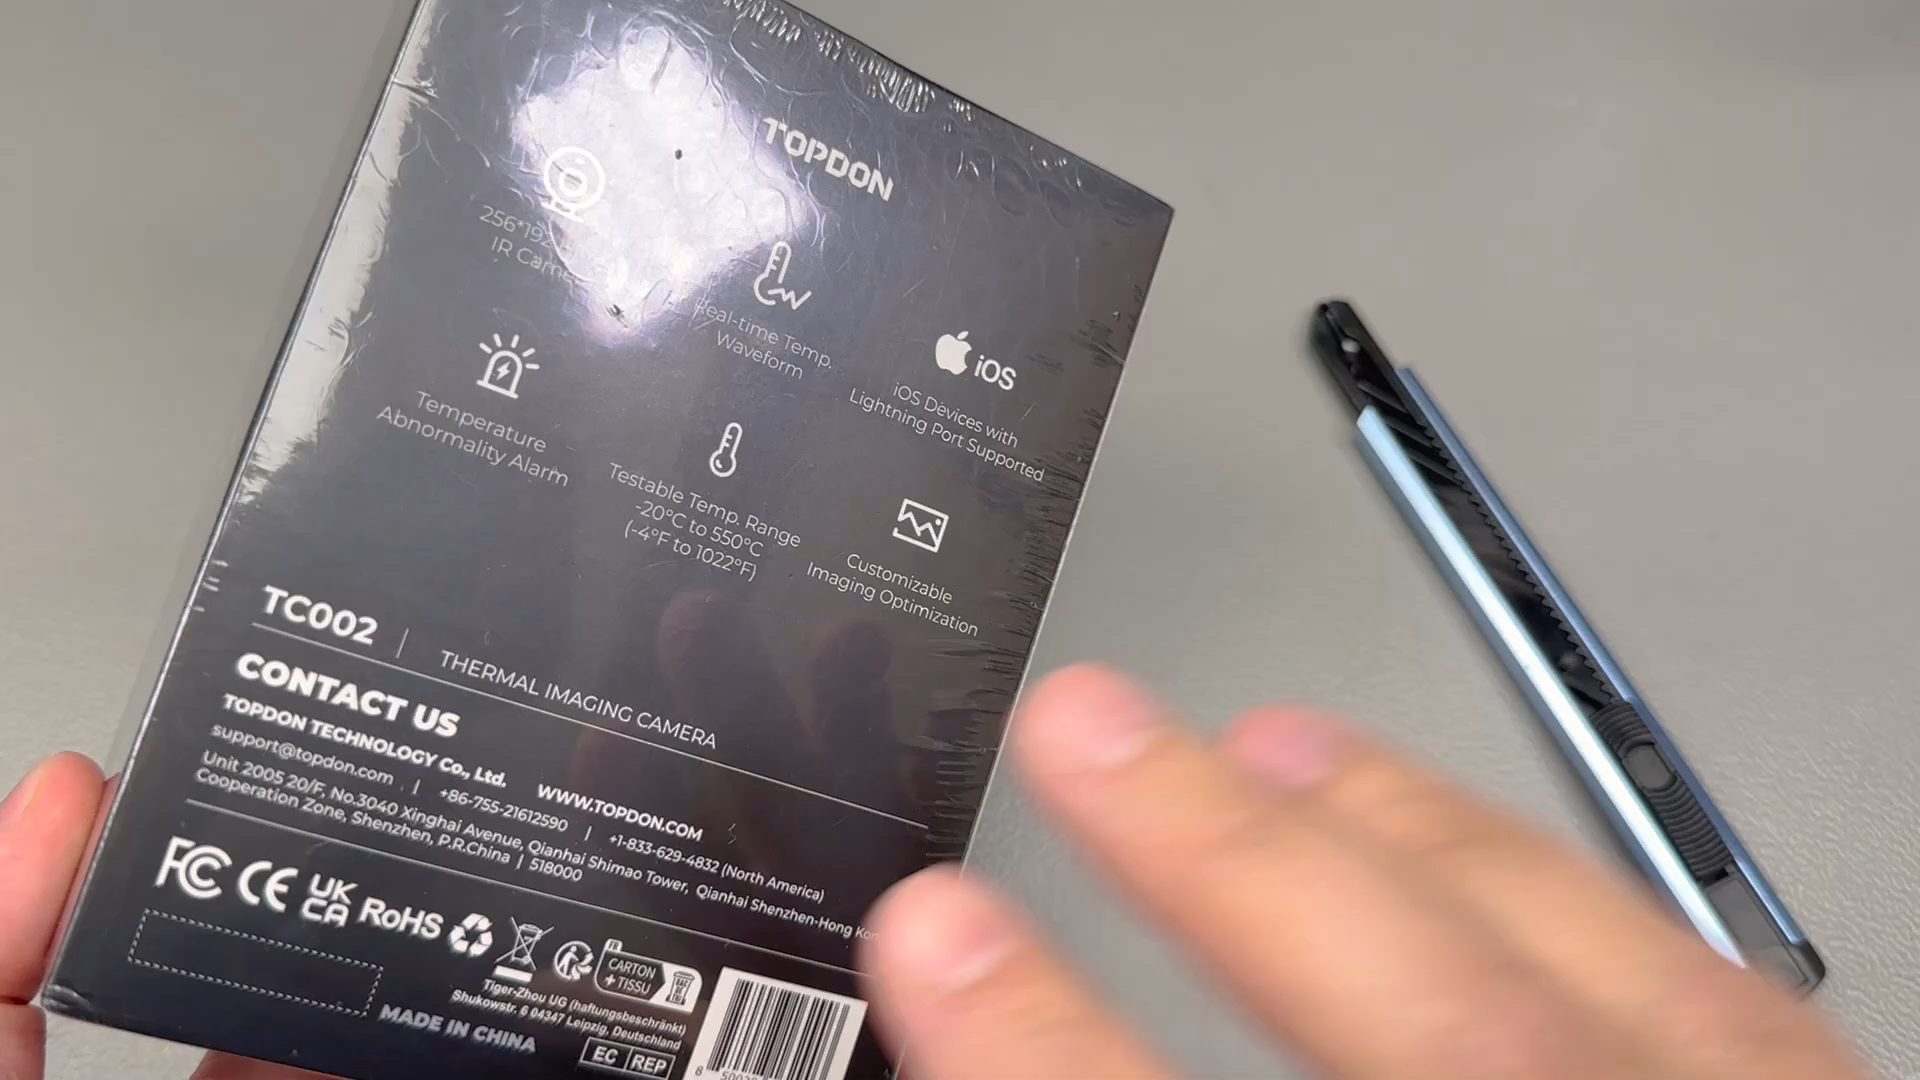 TOPDON
256*192
IR Camera
Real-time Temp.
Waveform
iOS
iOS Devices with
Lightning Port Supported
Temperature
Abnormality Alarm
Testable Temp. Range
-20°C to 550°C
(-4°F to 1022°F)
Customizable
Imaging Optimization
TC002 | THERMAL IMAGING CAMERA
CONTACT US
TOPDON TECHNOLOGY Co., Ltd. WWW.TOPDON.COM
support@topdon.com | +86-755-21612590 | +1-833-629-4832 (North America)
Unit 2005 20/F, No.3040 Xinghai Avenue, Qianhai Shimao Tower, Qianhai Shenzhen-Hong
Cooperation Zone, Shenzhen, P.R.China | 518000
FC CE UK CA RoHS
CARTON
+ TISSU
Tiger-Zhou UG (haftungsbeschränkt)
Shukowstr. 6 04347 Leipzig, Deutschland
MADE IN CHINA
EC REP